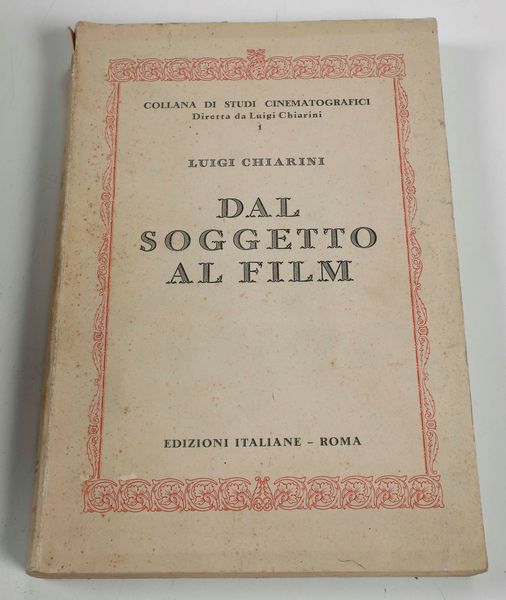 COLLANA DI STUDI CINEMATOGRAFICI
Diretta da Luigi Chiarini
1
LUIGI CHIARINI
DAL
SOGGETTO
AL FILM
EDIZIONI ITALIANE – ROMA